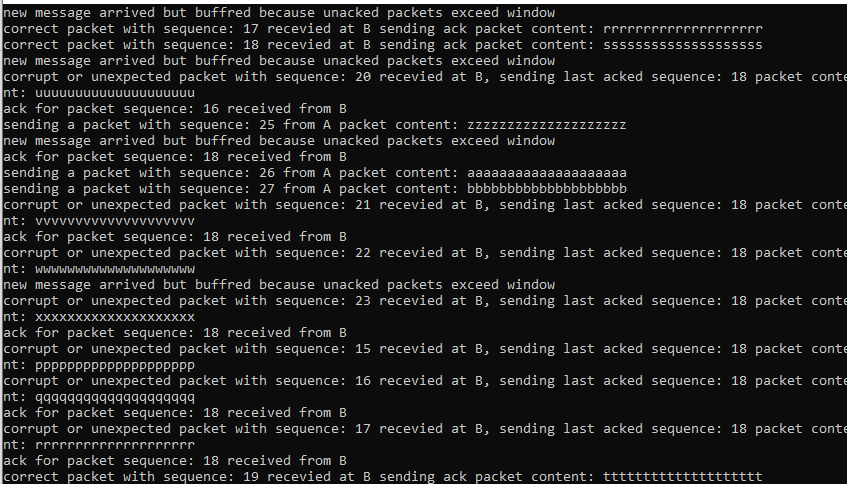 new message arrived but buffred because unacked packets exceed window
correct packet with sequence: 17 recevied at B sending ack packet content: rrrrrrrrrrrrrrrrrrrr
correct packet with sequence: 18 recevied at B sending ack packet content: ssssssssssssssssssss
new message arrived but buffred because unacked packets exceed window
corrupt or unexpected packet with sequence: 20 recevied at B, sending last acked sequence: 18 packet conte
nt: uuuuuuuuuuuuuuuuuuuu
ack for packet sequence: 16 received from B
sending a packet with sequence: 25 from A packet content: zzzzzzzzzzzzzzzzzzzz
new message arrived but buffred because unacked packets exceed window
ack for packet sequence: 18 received from B
sending a packet with sequence: 26 from A packet content: aaaaaaaaaaaaaaaaaaaa
sending a packet with sequence: 27 from A packet content: bbbbbbbbbbbbbbbbbbbb
corrupt or unexpected packet with sequence: 21 recevied at B, sending last acked sequence: 18 packet conte
nt: vvvvvvvvvvvvvvvvvvvv
ack for packet sequence: 18 received from B
corrupt or unexpected packet with sequence: 22 recevied at B, sending last acked sequence: 18 packet conte
nt: wwwwwwwwwwwwwwwwwwww
new message arrived but buffred because unacked packets exceed window
corrupt or unexpected packet with sequence: 23 recevied at B, sending last acked sequence: 18 packet conte
nt: xxxxxxxxxxxxxxxxxxxx
ack for packet sequence: 18 received from B
corrupt or unexpected packet with sequence: 15 recevied at B, sending last acked sequence: 18 packet conte
nt: pppppppppppppppppppp
corrupt or unexpected packet with sequence: 16 recevied at B, sending last acked sequence: 18 packet conte
nt: qqqqqqqqqqqqqqqqqqqq
ack for packet sequence: 18 received from B
corrupt or unexpected packet with sequence: 17 recevied at B, sending last acked sequence: 18 packet conte
nt: rrrrrrrrrrrrrrrrrrrr
ack for packet sequence: 18 received from B
correct packet with sequence: 19 recevied at B sending ack packet content: tttttttttttttttttttt